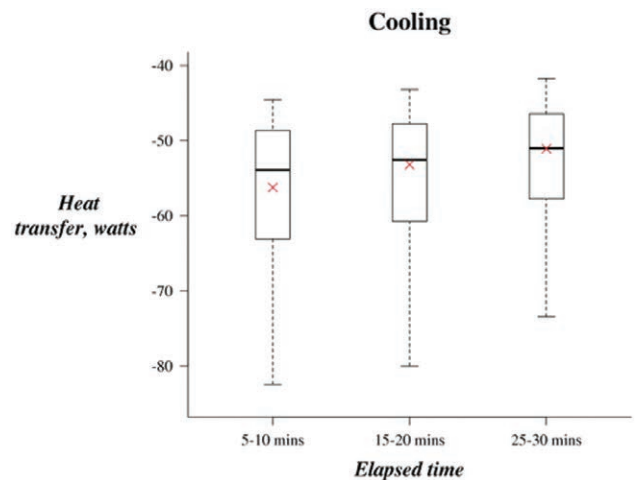 Cooling
-40
-50
-60
-70
-80
Heat
transfer, watts
5-10 mins
15-20 mins
25-30 mins
Elapsed time